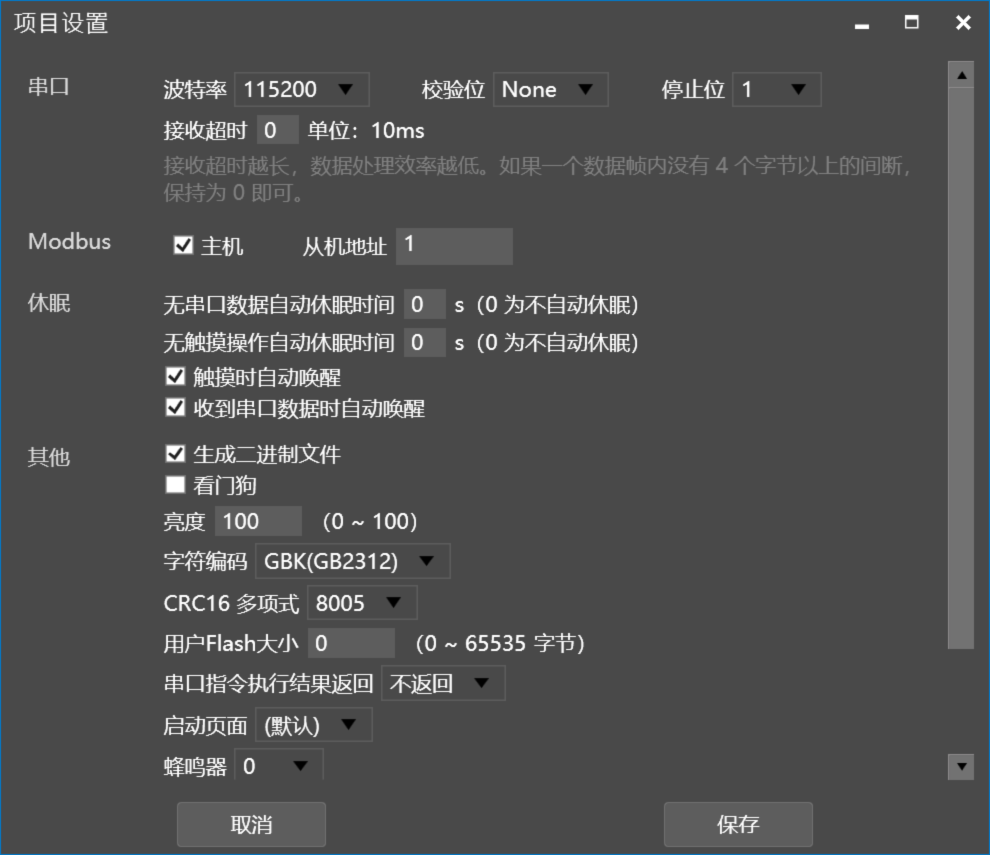 项目设置
串口 波特率 115200 校验位 None 停止位 1
接收超时 0 单位：10ms
接收超时越长，数据处理效率越低。如果一个数据帧内没有 4 个字节以上的间断，
保持为 0 即可。
Modbus 主机 从机地址 1
休眠 无串口数据自动休眠时间 0 s（0 为不自动休眠）
无触摸操作自动休眠时间 0 s（0 为不自动休眠）
触摸时自动唤醒
收到串口数据时自动唤醒
其他 生成二进制文件
看门狗
亮度 100 （0 ~ 100）
字符编码 GBK(GB2312)
CRC16 多项式 8005
用户Flash大小 0 （0 ~ 65535 字节）
串口指令执行结果返回 不返回
启动页面 (默认)
蜂鸣器 0
取消 保存